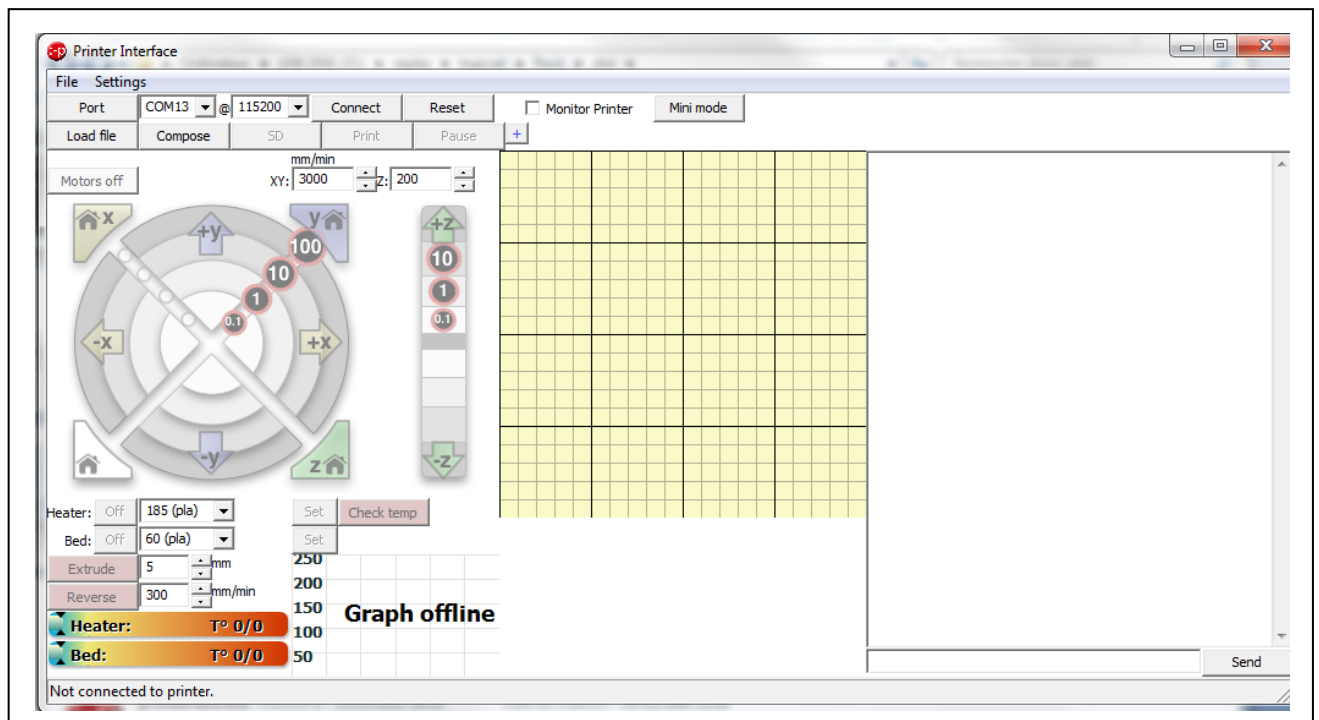 Printer Interface
File Settings
Port COM13 @ 115200 Connect Reset Monitor Printer Mini mode
Load file Compose SD Print Pause +
mm/min
Motors off XY: 3000 Z: 200
x y
+y +z
100
10 10
1 1
0.1 0.1
-x +x
-y z -z
Heater: Off 185 (pla) Set Check temp
Bed: Off 60 (pla) Set
Extrude 5 mm 250
200
Reverse 300 mm/min
150 Graph offline
Heater: T° 0/0 100
Bed: T° 0/0 50
Send
Not connected to printer.